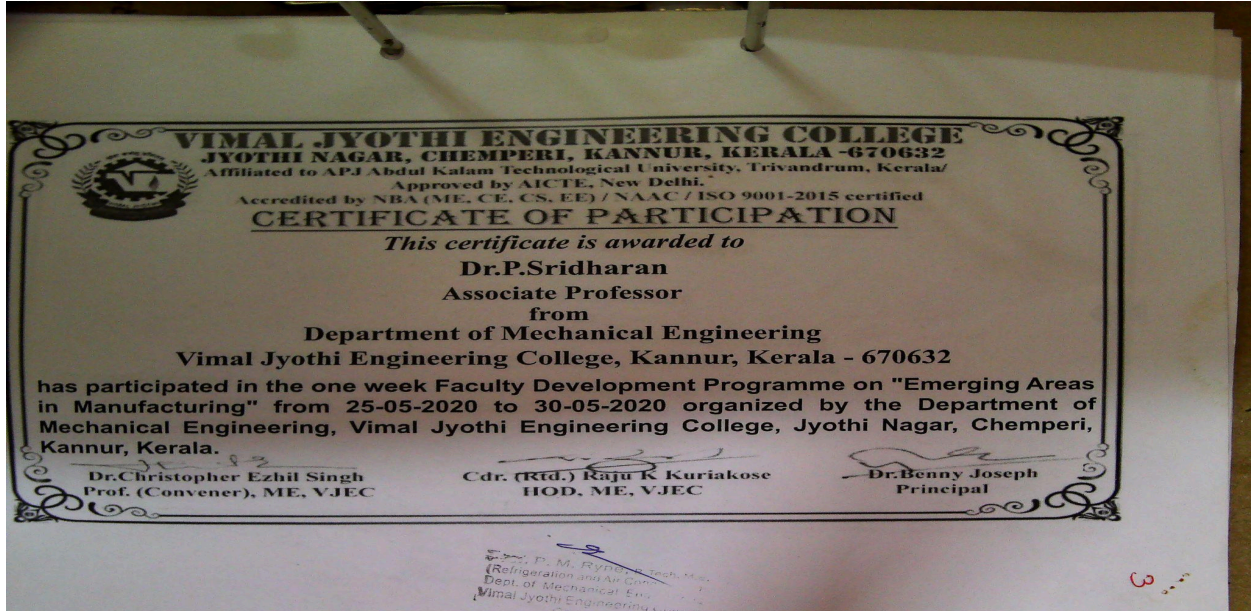 VIMAL JYOTHI ENGINEERING COLLEGE
JYOTHI NAGAR, CHEMPERI, KANNUR, KERALA -670632
Affiliated to APJ Abdul Kalam Technological University, Trivandrum, Kerala/
Approved by AICTE, New Delhi.
Accredited by NBA (ME, CE, CS, EE) / NAAC / ISO 9001-2015 certified
CERTIFICATE OF PARTICIPATION
This certificate is awarded to
Dr.P.Sridharan
Associate Professor
from
Department of Mechanical Engineering
Vimal Jyothi Engineering College, Kannur, Kerala - 670632
has participated in the one week Faculty Development Programme on "Emerging Areas
in Manufacturing" from 25-05-2020 to 30-05-2020 organized by the Department of
Mechanical Engineering, Vimal Jyothi Engineering College, Jyothi Nagar, Chemperi,
Kannur, Kerala.
Dr.Christopher Ezhil Singh
Prof. (Convener), ME, VJEC
Cdr. (Rtd.) Raju K Kuriakose
HOD, ME, VJEC
Dr.Benny Joseph
Principal
P. M. Tech,
(Refrigeration and Air
Dept. of Mechanical
Vimal Jyothi Engineering
3